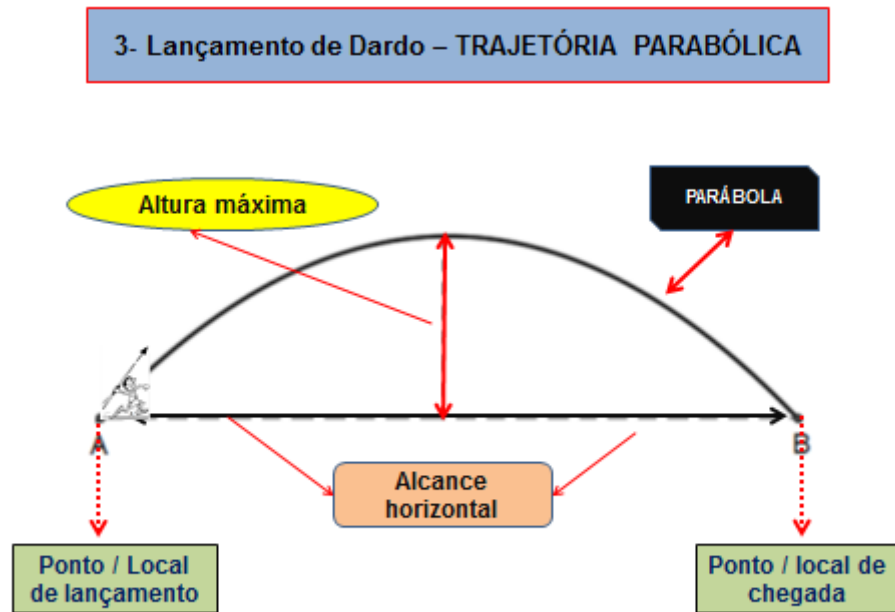 3- Lançamento de Dardo – TRAJETÓRIA PARABÓLICA
Altura máxima
PARÁBOLA
A
B
Alcance
horizontal
Ponto / Local
de lançamento
Ponto / local de
chegada